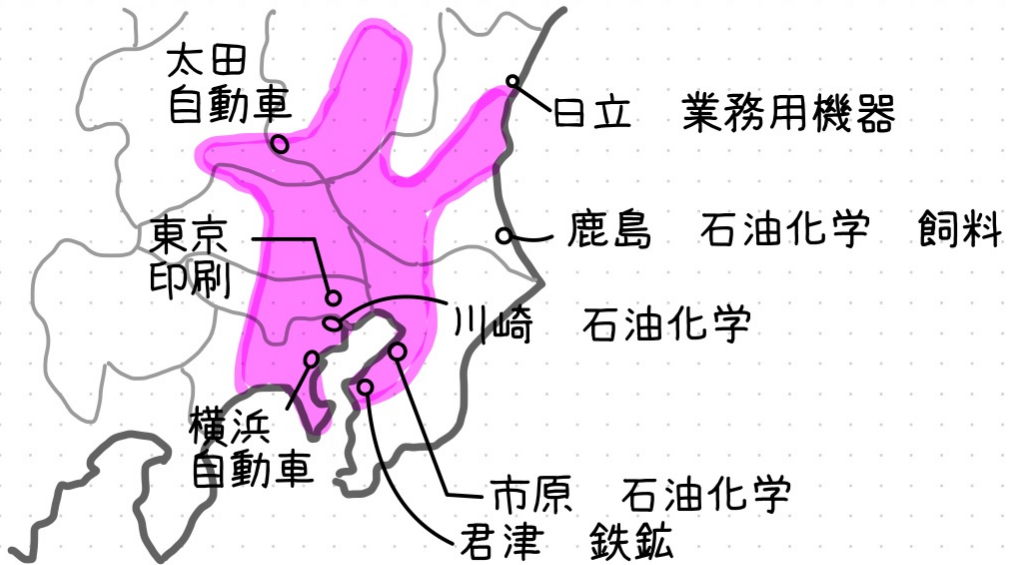 太田
自動車
日立　業務用機器
東京
印刷
鹿島　石油化学　飼料
川崎　石油化学
横浜
自動車
市原　石油化学
君津　鉄鉱